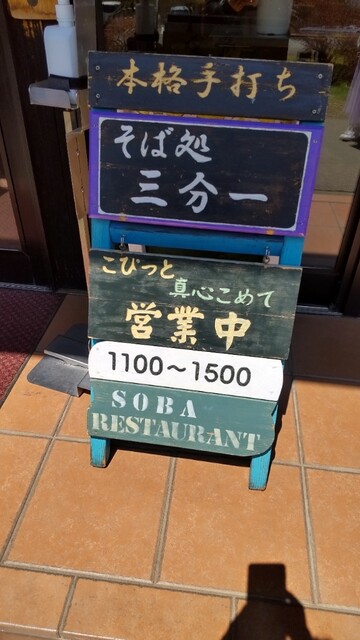 本格手打ち
そば処
三分一
こぴっと
真心こめて
営業中
1100～1500
SOBA
RESTAURANT